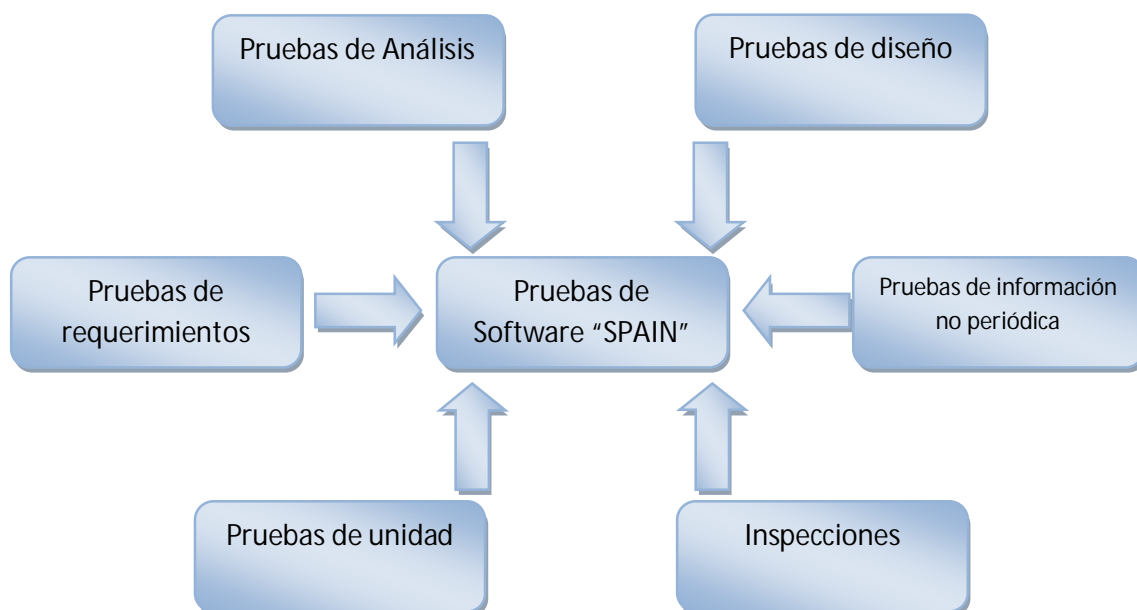 Pruebas de Análisis
Pruebas de diseño
Pruebas de
requerimientos
Pruebas de
Software “SPAIN”
Pruebas de información
no periódica
Pruebas de unidad
Inspecciones